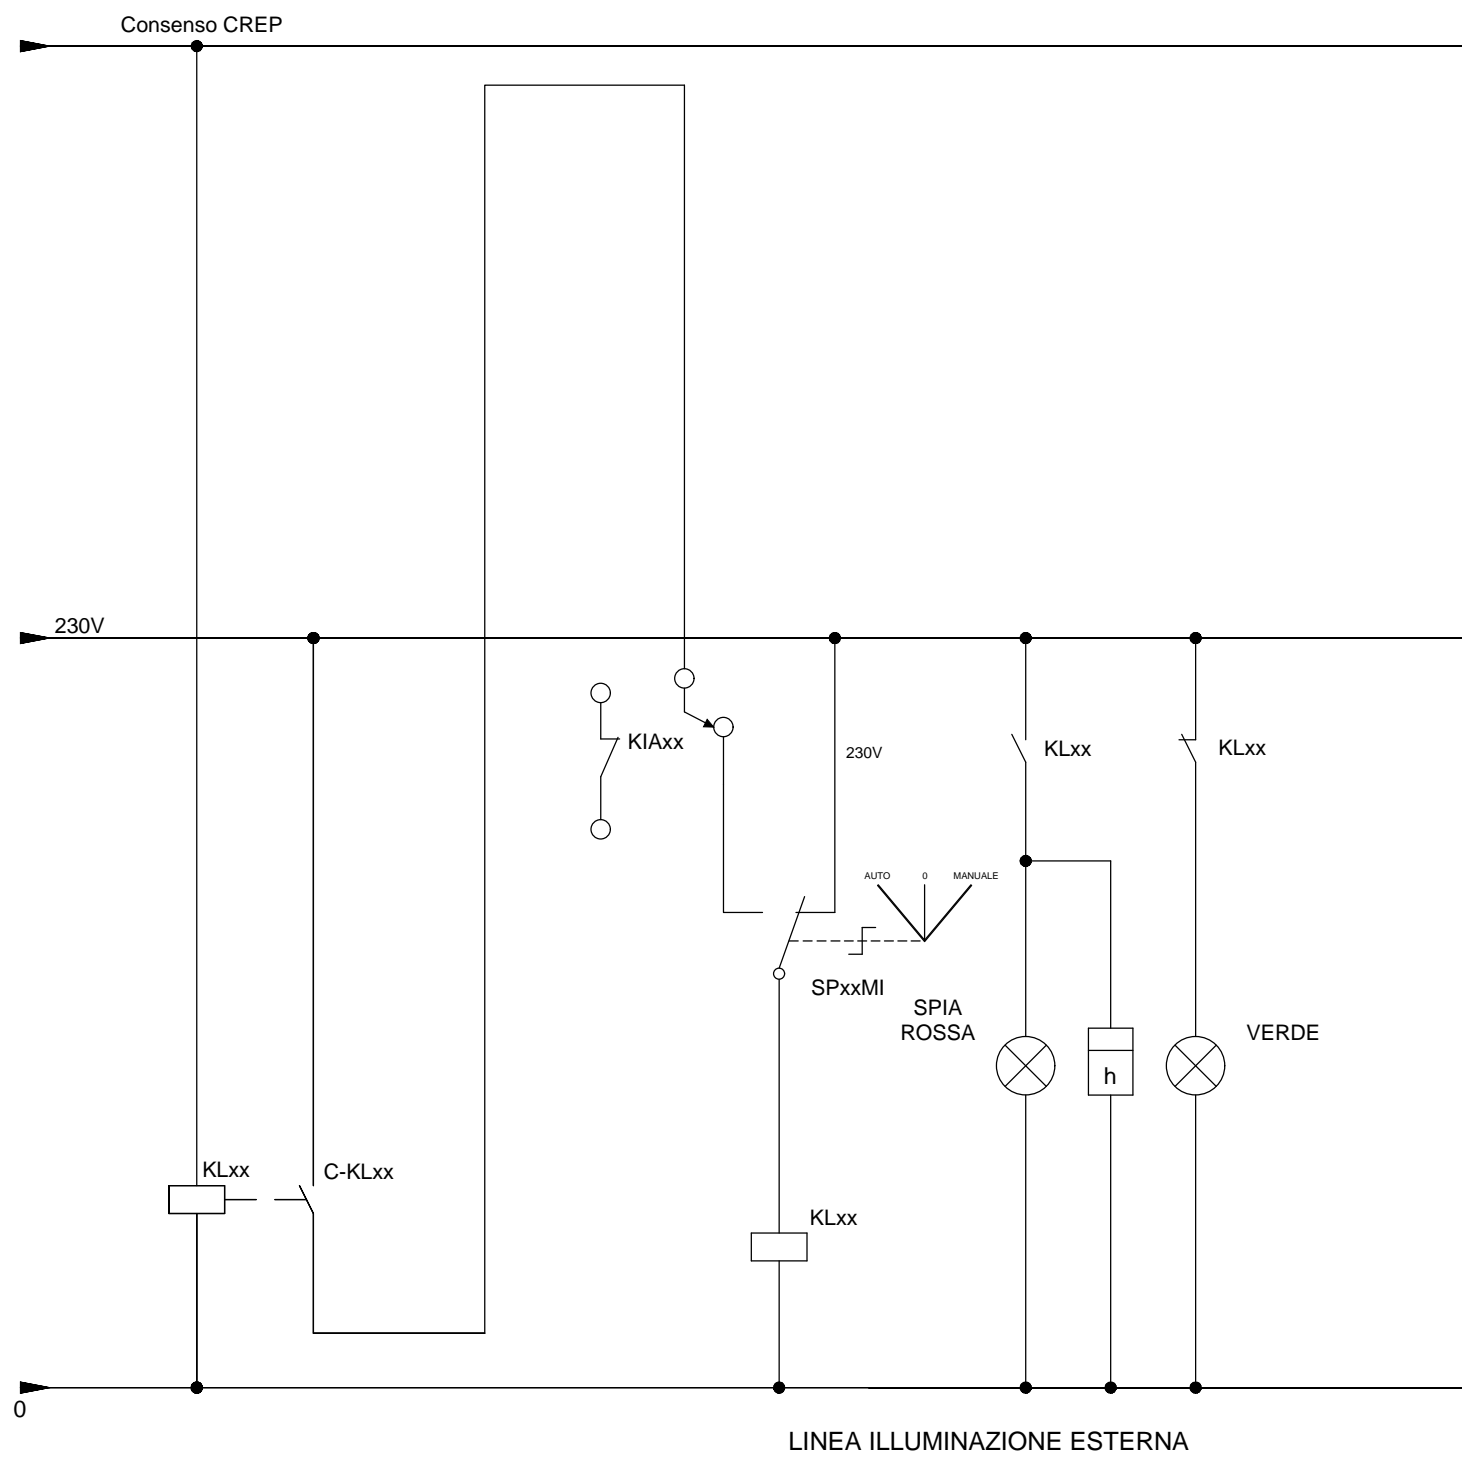 Consenso CREP
230V
KIAxx
230V
KLxx
KLxx
AUTO
0
MANUALE
SPxxMI
SPIA
ROSSA
VERDE
h
KLxx
C-KLxx
KLxx
0
LINEA ILLUMINAZIONE ESTERNA